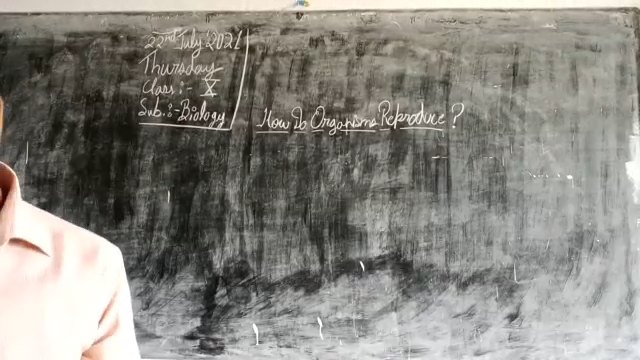 22nd July'2021
Thursday
Class :- X
Sub. :- Biology
How Do Organisms Reproduce ?